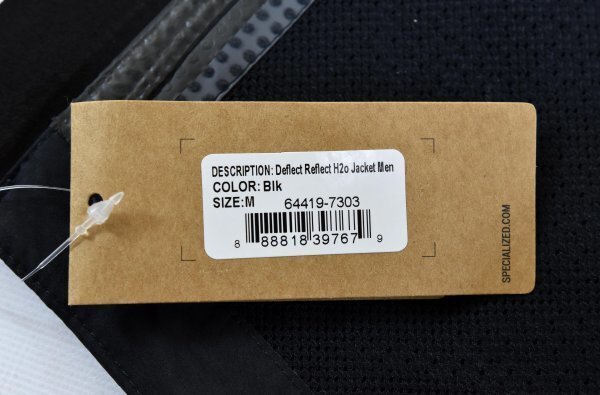 DESCRIPTION: Deflect Reflect H2o Jacket Men
COLOR: Blk
SIZE: M 64419-7303
8 88818 39767 9
SPECIALIZED.COM